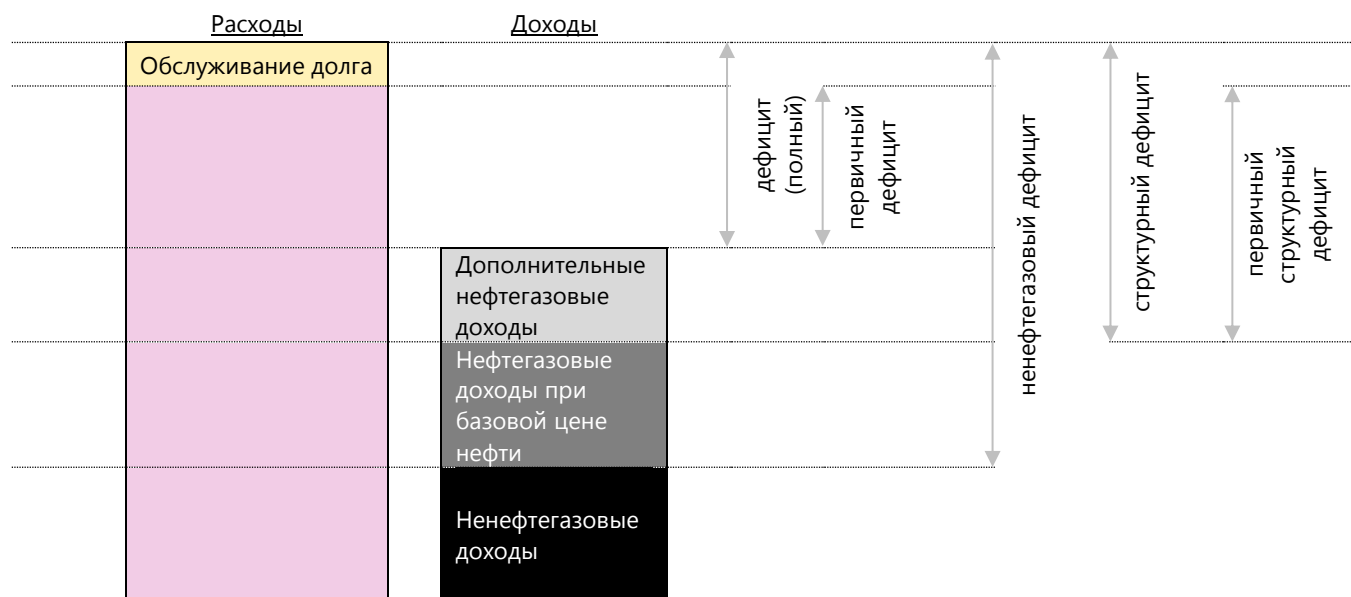 Расходы
Доходы
Обслуживание долга
Дополнительные
нефтегазовые
доходы
Нефтегазовые
доходы при
базовой цене
нефти
Ненефтегазовые
доходы
дефицит
(полный)
первичный
дефицит
ненефтегазовый дефицит
структурный дефицит
первичный
структурный
дефицит